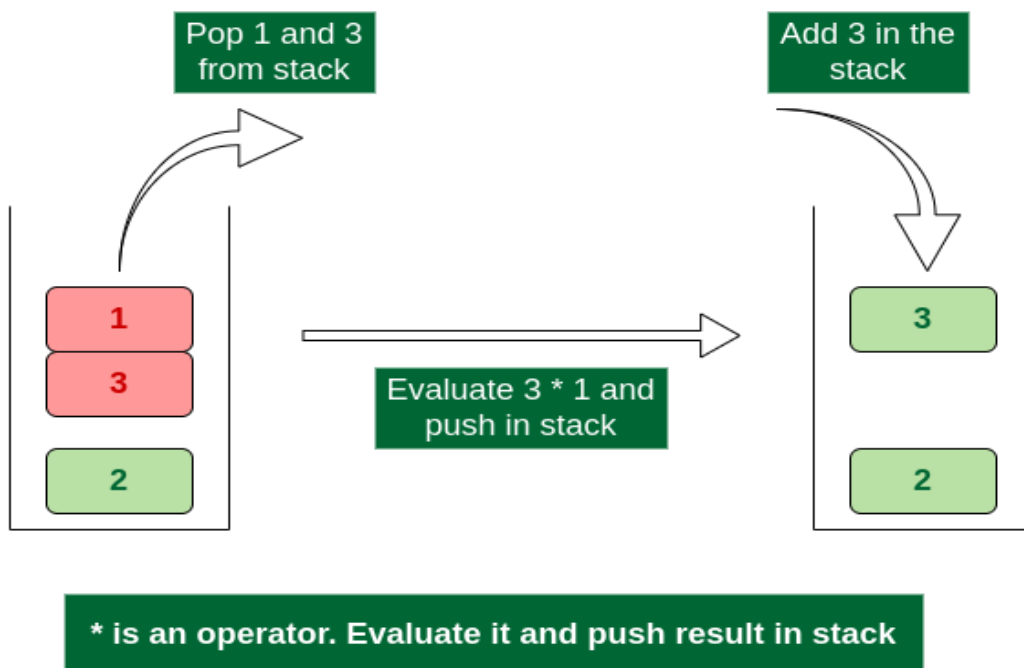 Pop 1 and 3
from stack
Add 3 in the
stack
1
3
2
Evaluate 3 * 1 and
push in stack
3
2
* is an operator. Evaluate it and push result in stack